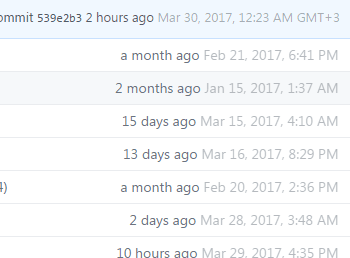 ommit 539e2b3 2 hours ago Mar 30, 2017, 12:23 AM GMT+3
a month ago Feb 21, 2017, 6:41 PM
2 months ago Jan 15, 2017, 1:37 AM
15 days ago Mar 15, 2017, 4:10 AM
13 days ago Mar 16, 2017, 8:29 PM
4) a month ago Feb 20, 2017, 2:36 PM
2 days ago Mar 28, 2017, 3:48 AM
10 hours ago Mar 29, 2017, 4:35 PM